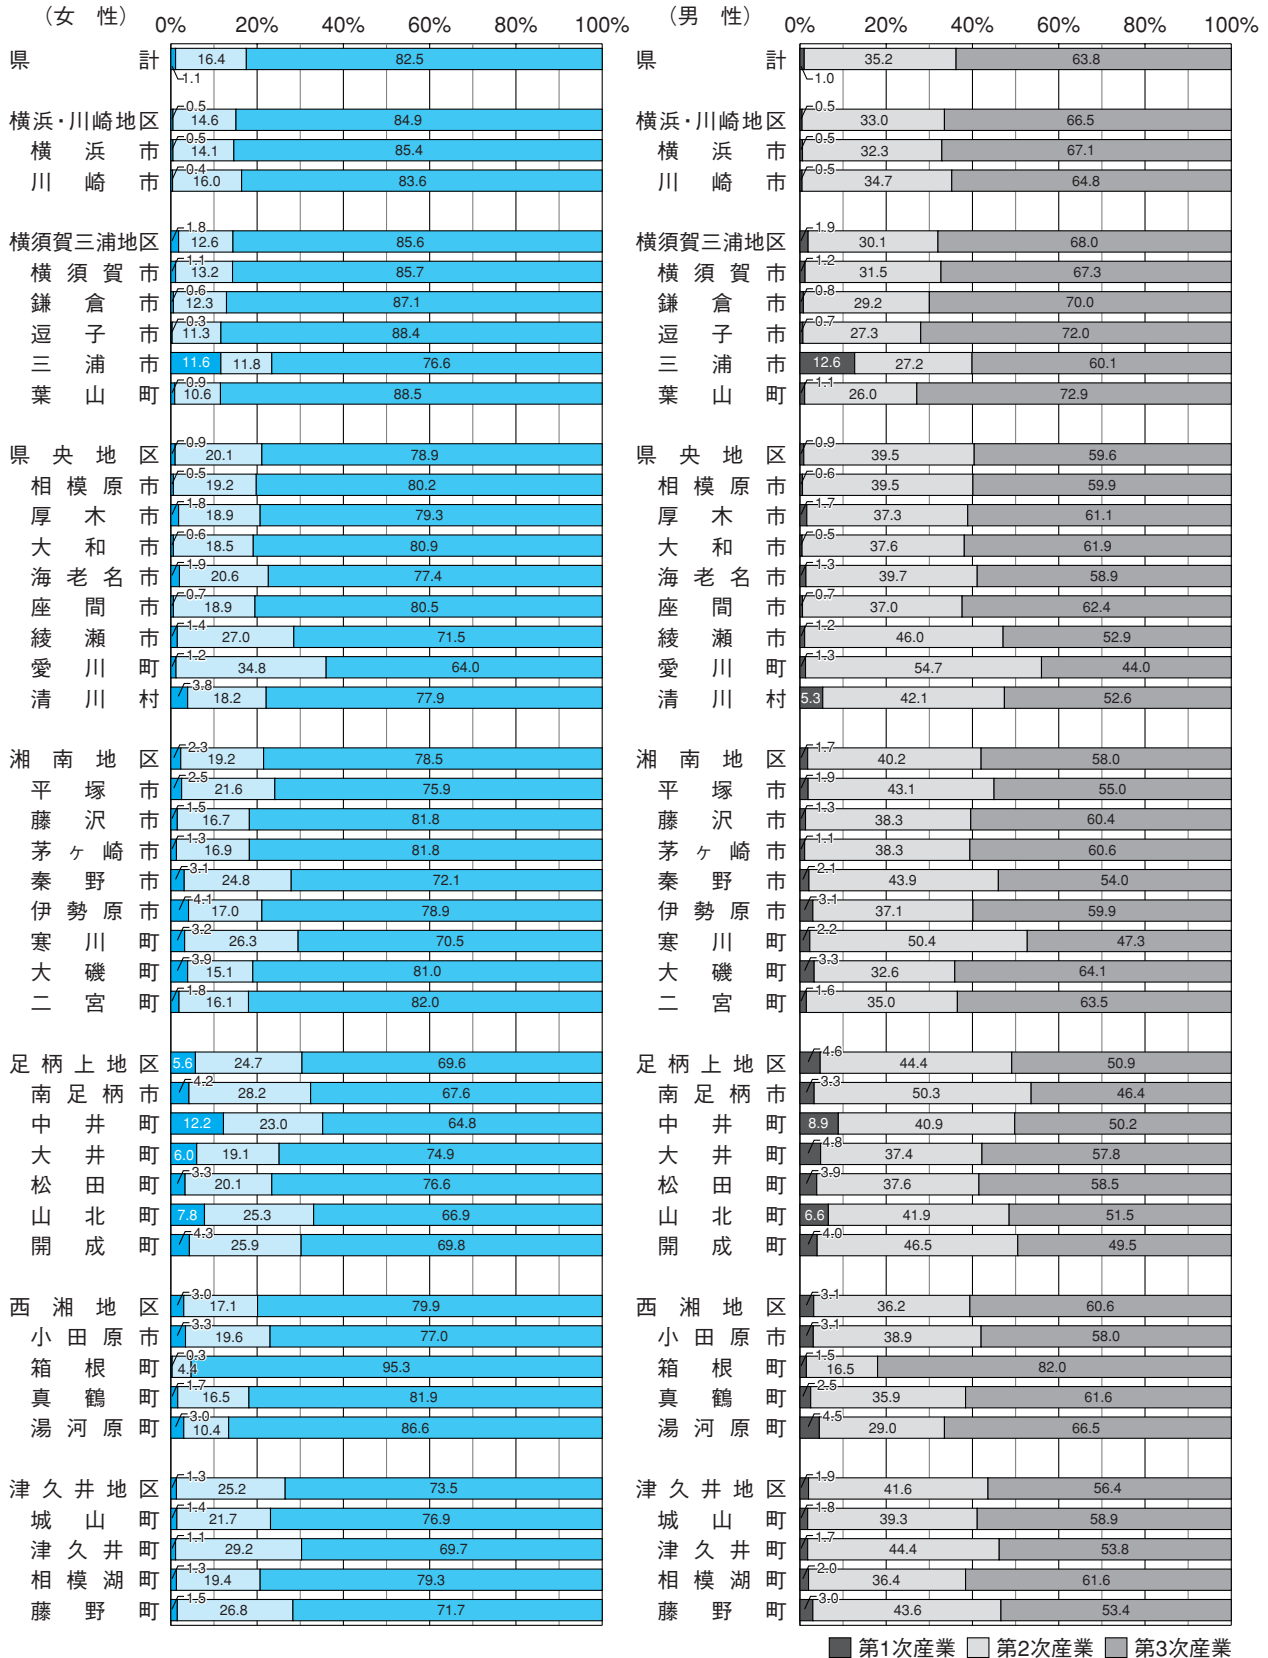 （女　性） 0% 20% 40% 60% 80% 100% （男　性） 0% 20% 40% 60% 80% 100%
県計 1.1 16.4 82.5 県計 1.0 35.2 63.8
横浜・川崎地区 0.5 14.6 84.9 横浜・川崎地区 0.5 33.0 66.5
横浜市 0.5 14.1 85.4 横浜市 0.5 32.3 67.1
川崎市 0.4 16.0 83.6 川崎市 0.5 34.7 64.8
横須賀三浦地区 1.8 12.6 85.6 横須賀三浦地区 1.9 30.1 68.0
横須賀市 1.1 13.2 85.7 横須賀市 1.2 31.5 67.3
鎌倉市 0.6 12.3 87.1 鎌倉市 0.8 29.2 70.0
逗子市 0.3 11.3 88.4 逗子市 0.7 27.3 72.0
三浦市 11.6 11.8 76.6 三浦市 12.6 27.2 60.1
葉山町 0.9 10.6 88.5 葉山町 1.1 26.0 72.9
県央地区 0.9 20.1 78.9 県央地区 0.9 39.5 59.6
相模原市 0.5 19.2 80.2 相模原市 0.6 39.5 59.9
厚木市 1.8 18.9 79.3 厚木市 1.7 37.3 61.1
大和市 0.6 18.5 80.9 大和市 0.5 37.6 61.9
海老名市 1.9 20.6 77.4 海老名市 1.3 39.7 58.9
座間市 0.7 18.9 80.5 座間市 0.7 37.0 62.4
綾瀬市 1.4 27.0 71.5 綾瀬市 1.2 46.0 52.9
愛川町 1.2 34.8 64.0 愛川町 1.3 54.7 44.0
清川村 3.8 18.2 77.9 清川村 5.3 42.1 52.6
湘南地区 2.3 19.2 78.5 湘南地区 1.7 40.2 58.0
平塚市 2.5 21.6 75.9 平塚市 1.9 43.1 55.0
藤沢市 1.5 16.7 81.8 藤沢市 1.3 38.3 60.4
茅ヶ崎市 1.3 16.9 81.8 茅ヶ崎市 1.1 38.3 60.6
秦野市 3.1 24.8 72.1 秦野市 2.1 43.9 54.0
伊勢原市 4.1 17.0 78.9 伊勢原市 3.1 37.1 59.9
寒川町 3.2 26.3 70.5 寒川町 2.2 50.4 47.3
大磯町 3.9 15.1 81.0 大磯町 3.3 32.6 64.1
二宮町 1.8 16.1 82.0 二宮町 1.6 35.0 63.5
足柄上地区 5.6 24.7 69.6 足柄上地区 4.6 44.4 50.9
南足柄市 4.2 28.2 67.6 南足柄市 3.3 50.3 46.4
中井町 12.2 23.0 64.8 中井町 8.9 40.9 50.2
大井町 6.0 19.1 74.9 大井町 4.8 37.4 57.8
松田町 3.3 20.1 76.6 松田町 3.9 37.6 58.5
山北町 7.8 25.3 66.9 山北町 6.6 41.9 51.5
開成町 4.3 25.9 69.8 開成町 4.0 46.5 49.5
西湘地区 3.0 17.1 79.9 西湘地区 3.1 36.2 60.6
小田原市 3.3 19.6 77.0 小田原市 3.1 38.9 58.0
箱根町 0.3 4.4 95.3 箱根町 1.5 16.5 82.0
真鶴町 1.7 16.5 81.9 真鶴町 2.5 35.9 61.6
湯河原町 3.0 10.4 86.6 湯河原町 4.5 29.0 66.5
津久井地区 1.3 25.2 73.5 津久井地区 1.9 41.6 56.4
城山町 1.4 21.7 76.9 城山町 1.8 39.3 58.9
津久井町 1.1 29.2 69.7 津久井町 1.7 44.4 53.8
相模湖町 1.3 19.4 79.3 相模湖町 2.0 36.4 61.6
藤野町 1.5 26.8 71.7 藤野町 3.0 43.6 53.4
第1次産業 第2次産業 第3次産業